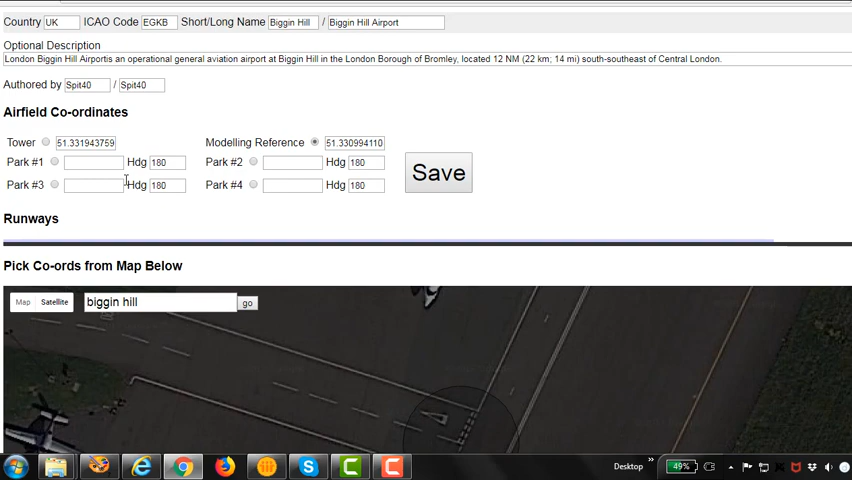 Country UK ICAO Code EGKB Short/Long Name Biggin Hill / Biggin Hill Airport
Optional Description
London Biggin Hill Airportis an operational general aviation airport at Biggin Hill in the London Borough of Bromley, located 12 NM (22 km; 14 mi) south-southeast of Central London.
Authored by Spit40 / Spit40
Airfield Co-ordinates
Tower 51.331943759 Modelling Reference 51.330994110
Park #1 Hdg 180 Park #2 Hdg 180
Park #3 Hdg 180 Park #4 Hdg 180
Save
Runways
Pick Co-ords from Map Below
Map Satellite biggin hill go
Desktop » 49%